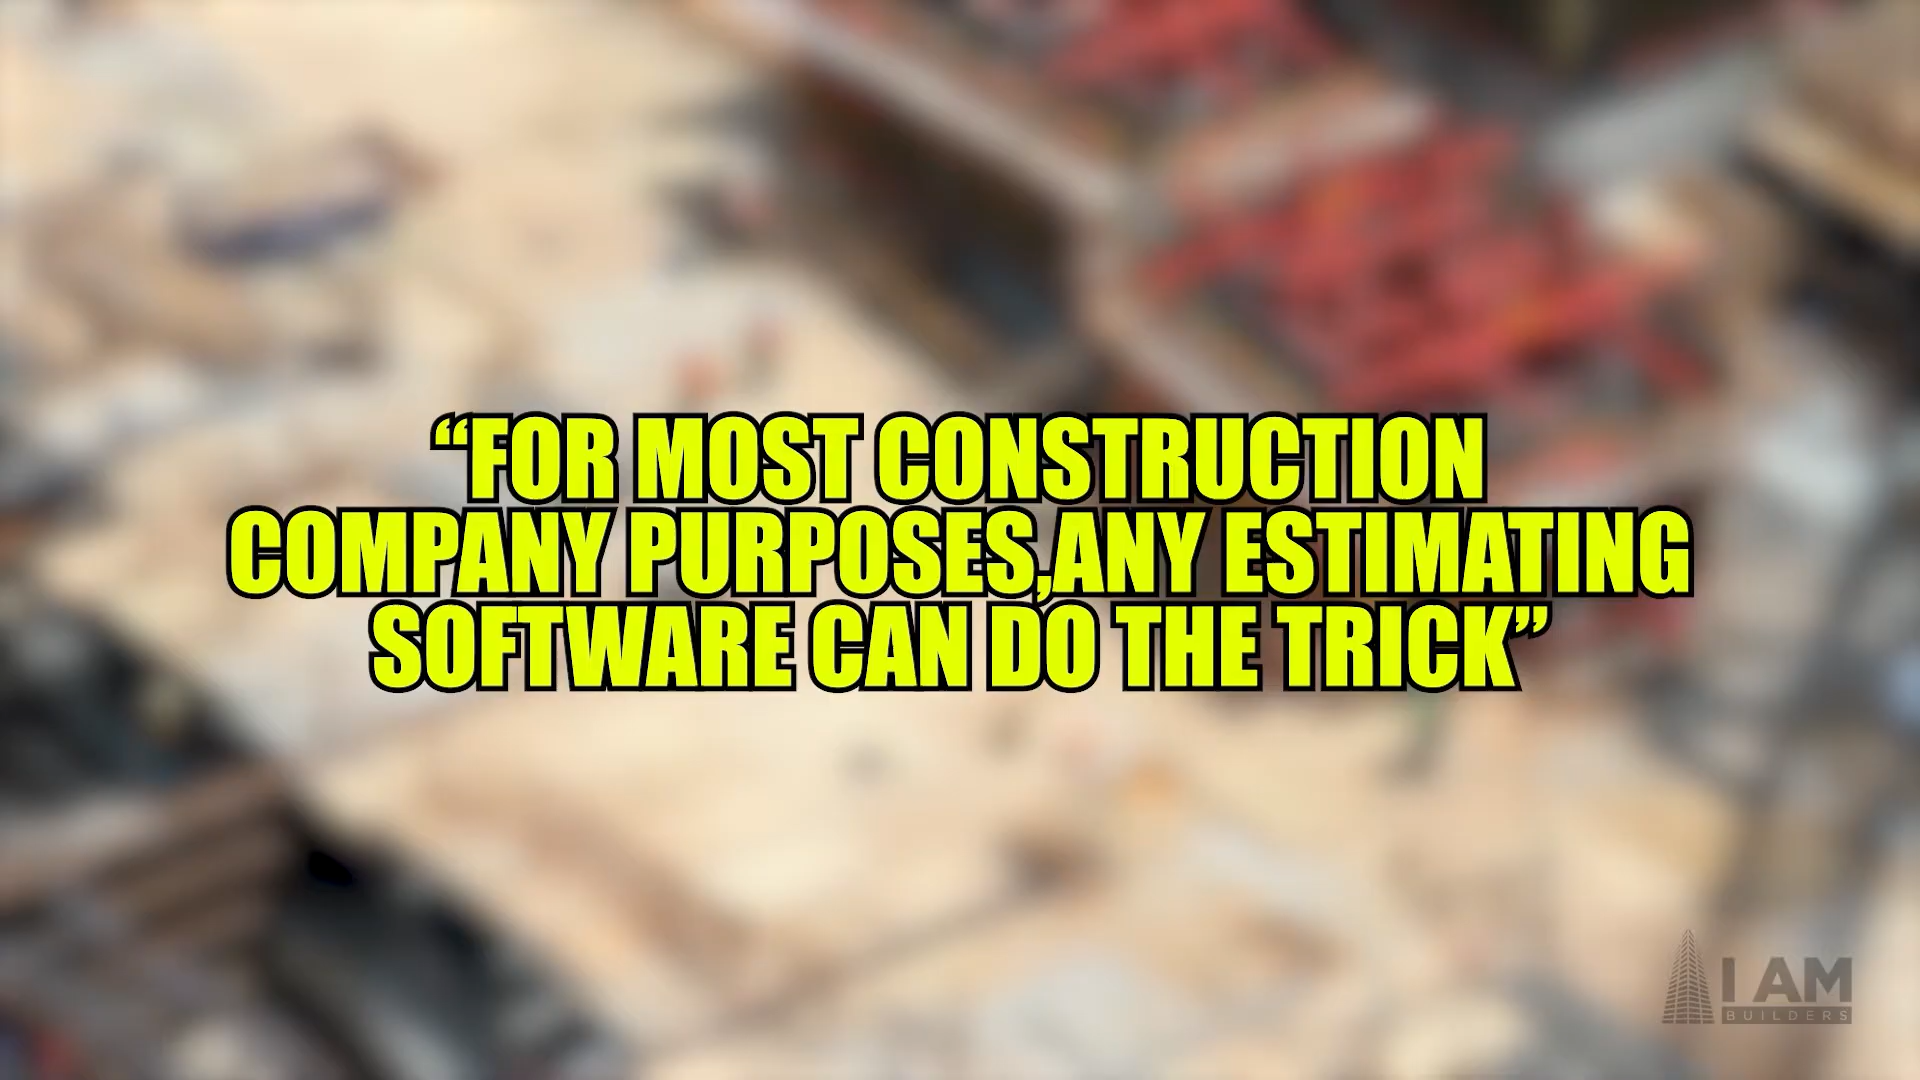 “FOR MOST CONSTRUCTION
COMPANY PURPOSES,ANY ESTIMATING
SOFTWARE CAN DO THE TRICK”
I AM
BUILDERS